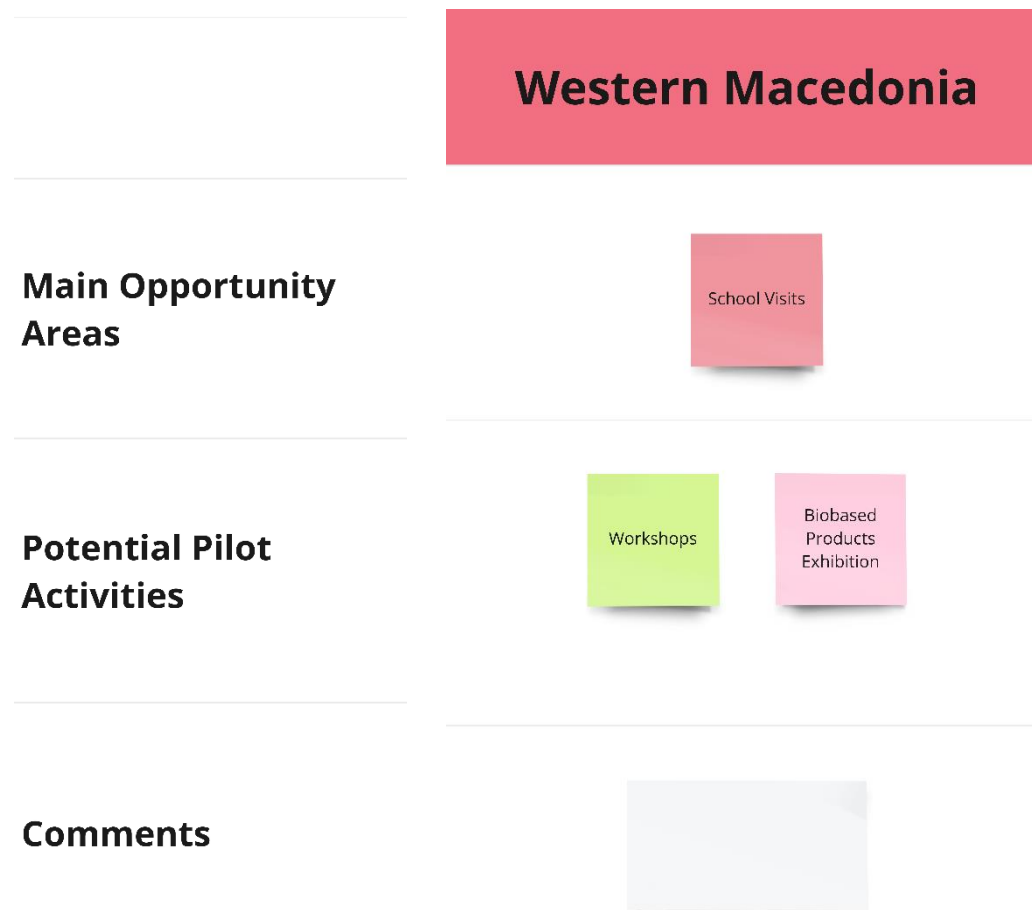 Western Macedonia
Main Opportunity
Areas
School Visits
Potential Pilot
Activities
Workshops
Biobased
Products
Exhibition
Comments